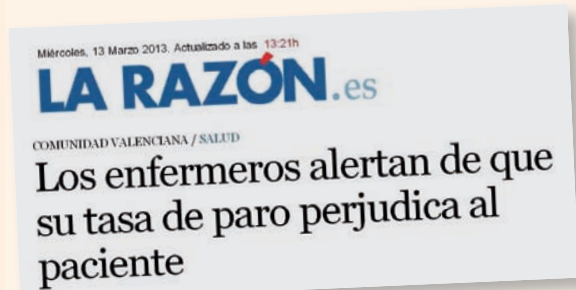 Miércoles, 13 Marzo 2013. Actualizado a las 13:21h
LA RAZÓN.es
COMUNIDAD VALENCIANA / SALUD
Los enfermeros alertan de que
su tasa de paro perjudica al
paciente